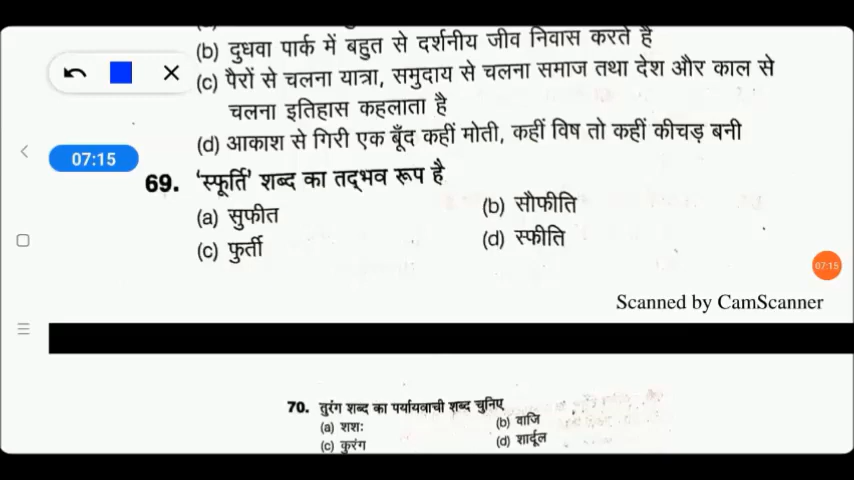 (b) दुधवा पार्क में बहुत से दर्शनीय जीव निवास करते है
(c) पैरों से चलना यात्रा, समुदाय से चलना समाज तथा देश और काल से
चलना इतिहास कहलाता है
(d) आकाश से गिरी एक बूँद कहीं मोती, कहीं विष तो कहीं कीचड़ बनी
07:15
69. 'स्फूर्ति' शब्द का तद्भव रूप है
(a) सुफीत (b) सौफीति
(c) फुर्ती (d) स्फीति
07:15
Scanned by CamScanner
70. तुरंग शब्द का पर्यायवाची शब्द चुनिए
(a) शशः (b) वाजि
(c) कुरंग (d) शार्दूल